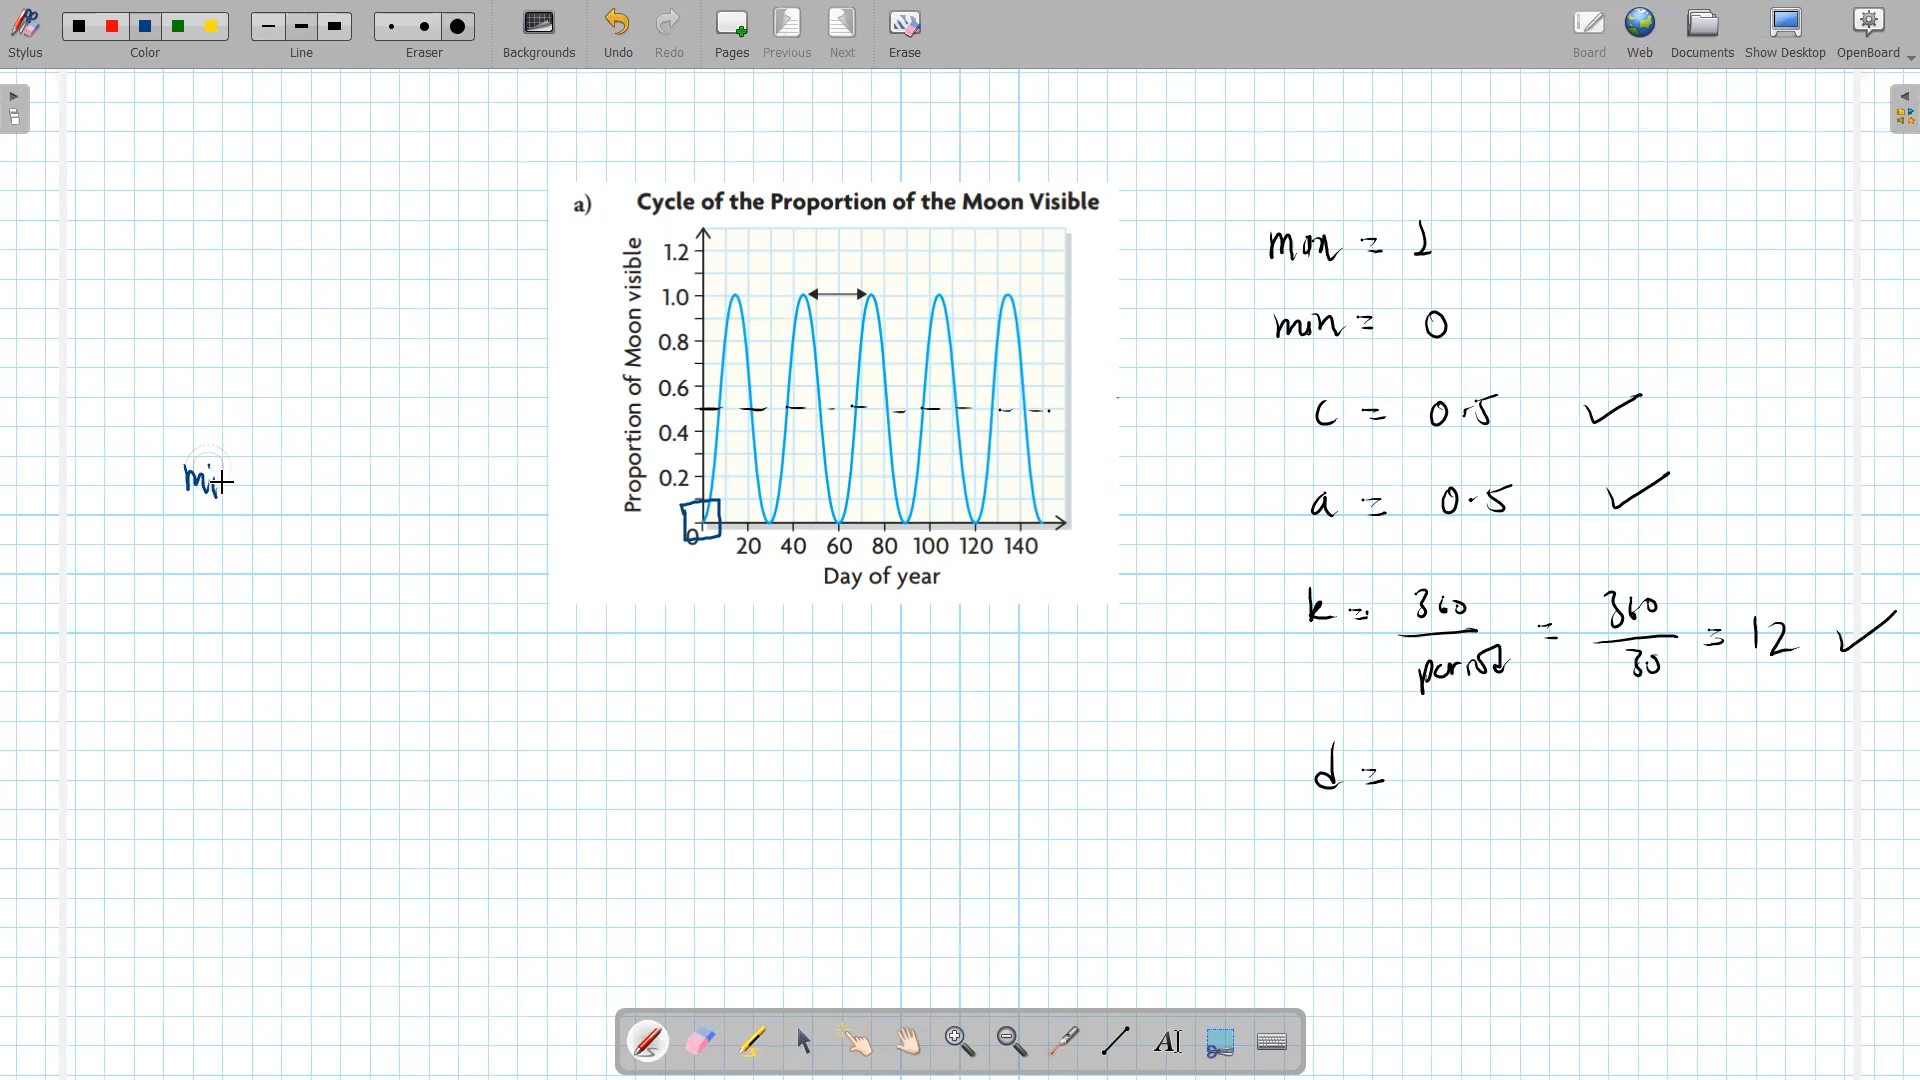 Stylus Color Line Eraser Backgrounds Undo Redo Pages Previous Next Erase Board Web Documents Show Desktop OpenBoard
a) Cycle of the Proportion of the Moon Visible
Proportion of Moon visible
1.2
1.0
0.8
0.6
0.4
0.2
0
20 40 60 80 100 120 140
Day of year
mi
max = 1
min = 0
c = 0.5 ✓
a = 0.5 ✓
k = 360/period = 360/30 = 12 ✓
d =